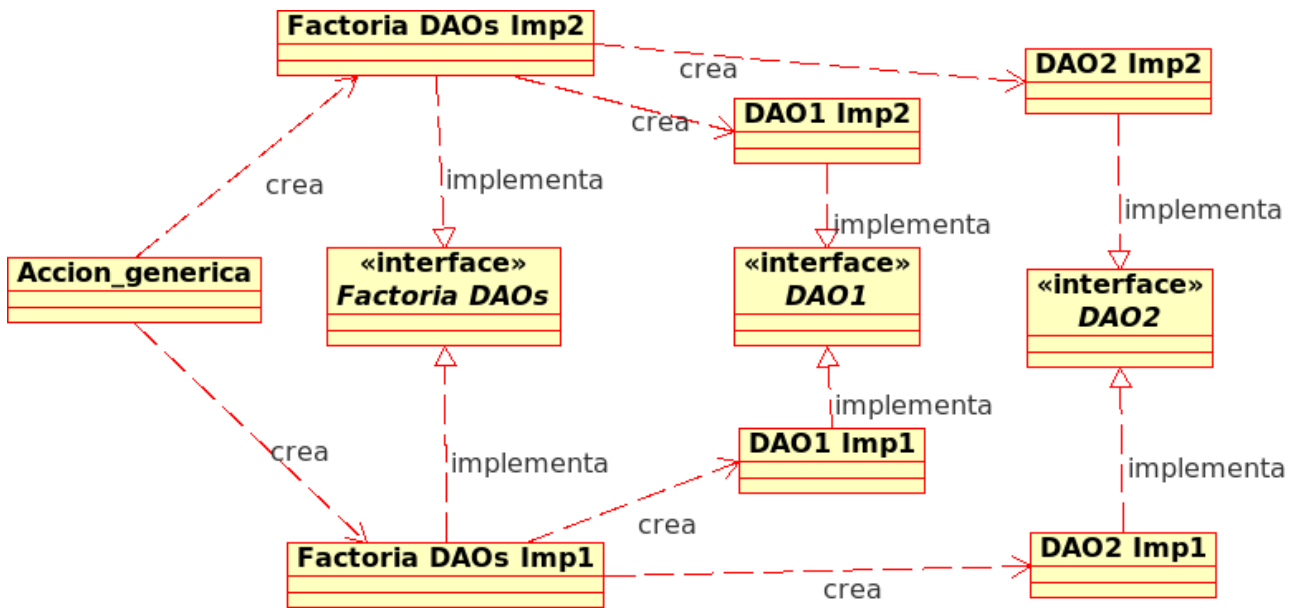 Factoria DAOs Imp2
crea
DAO2 Imp2
crea
DAO1 Imp2
crea
implementa
implementa
implementa
Accion_generica
«interface»
Factoria DAOs
«interface»
DAO1
«interface»
DAO2
implementa
DAO1 Imp1
crea
implementa
implementa
crea
Factoria DAOs Imp1
DAO2 Imp1
crea